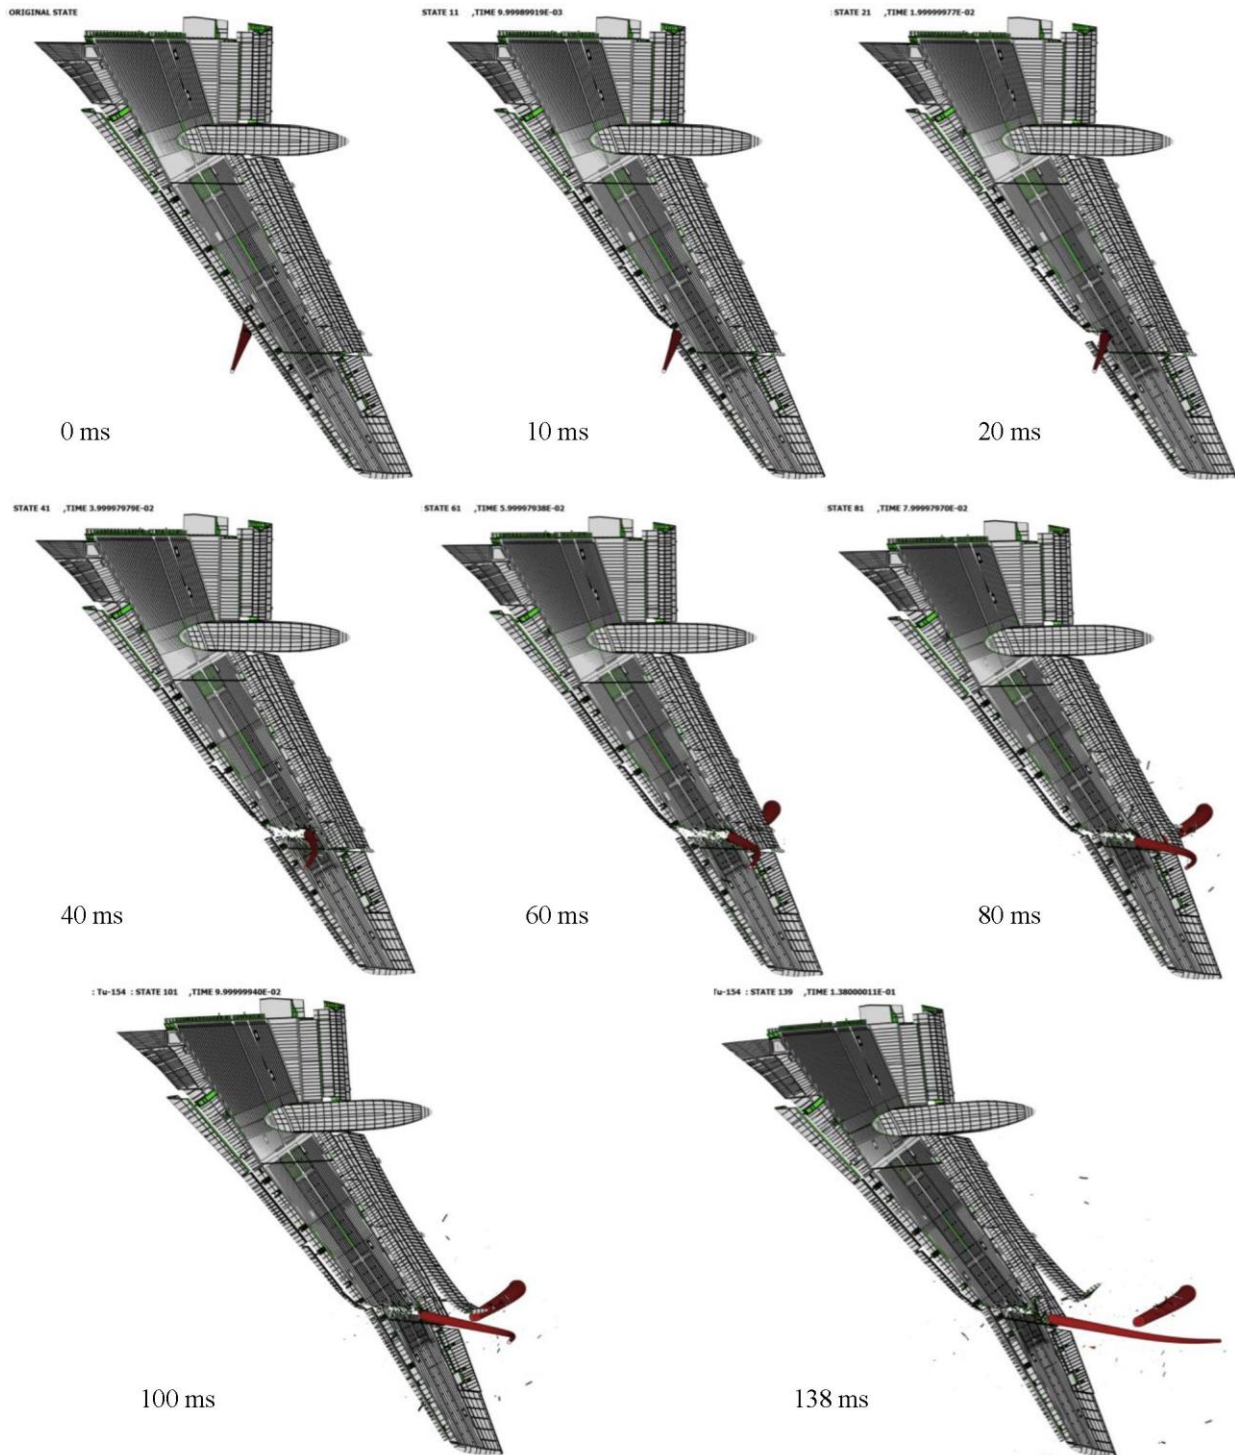 ORIGINAL STATE
STATE 11 ,TIME 9.99989919E-03
: STATE 21 ,TIME 1.99999977E-02
0 ms
10 ms
20 ms
STATE 41 ,TIME 3.99997979E-02
STATE 61 ,TIME 5.99997938E-02
STATE 81 ,TIME 7.99997970E-02
40 ms
60 ms
80 ms
: Tu-154 : STATE 101 ,TIME 9.99999940E-02
Tu-154 : STATE 139 ,TIME 1.38000011E-01
100 ms
138 ms